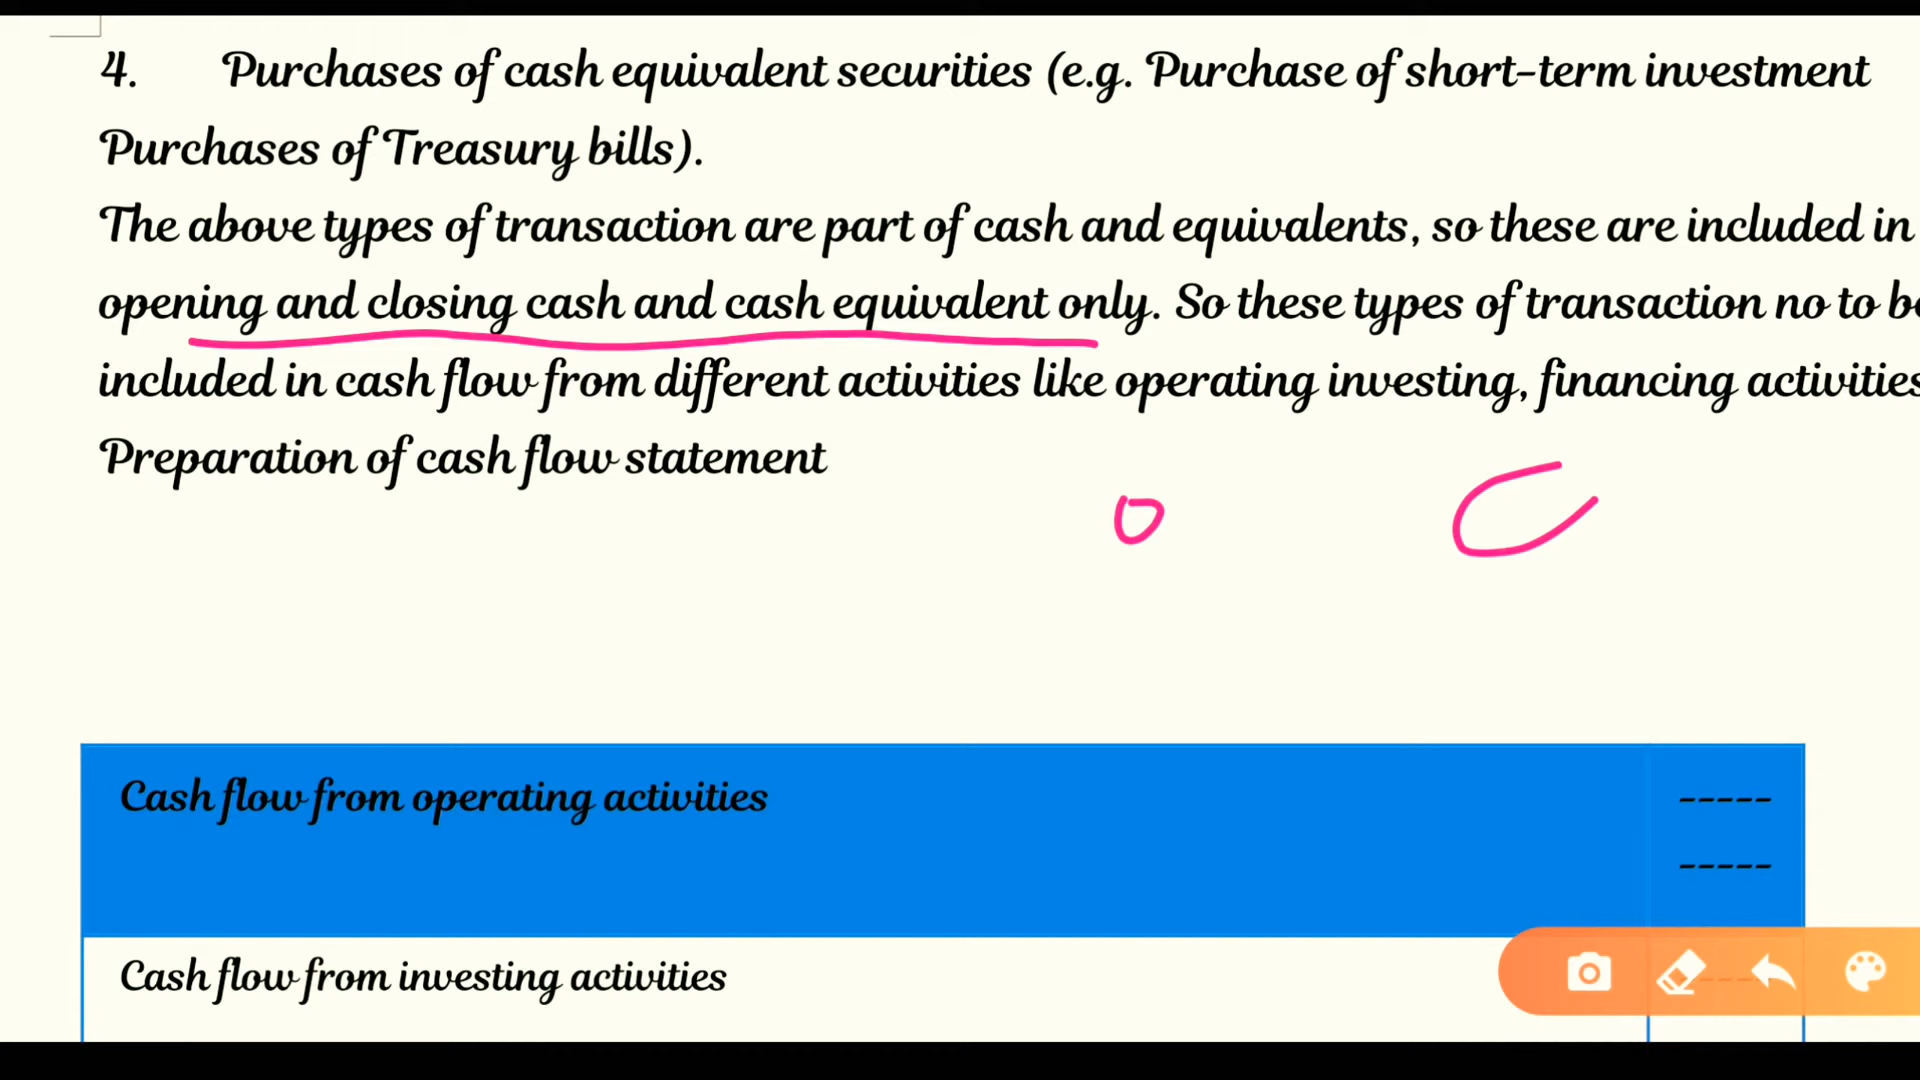 4. Purchases of cash equivalent securities (e.g. Purchase of short-term investment
Purchases of Treasury bills).
The above types of transaction are part of cash and equivalents, so these are included in
opening and closing cash and cash equivalent only. So these types of transaction no to be
included in cash flow from different activities like operating investing, financing activities
Preparation of cash flow statement
O C
Cash flow from operating activities -----
-----
Cash flow from investing activities